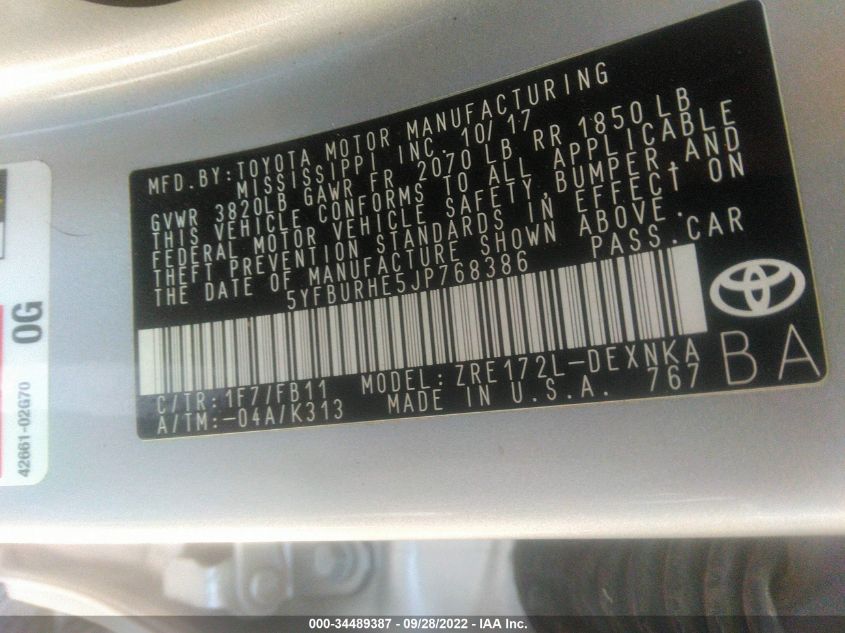 MFD.BY:TOYOTA MOTOR MANUFACTURING
MISSISSIPPI INC. 10/17
GVWR 3820LB GAWR FR 2070 LB RR 1850 LB
THIS VEHICLE CONFORMS TO ALL APPLICABLE
FEDERAL MOTOR VEHICLE SAFETY,BUMPER,AND
THEFT PREVENTION STANDARDS IN EFFECT ON
THE DATE OF MANUFACTURE SHOWN ABOVE.
5YFBURHE5JP768386 PASS.CAR
C/TR:1F7/FB11 MODEL:ZRE172L-DEXNKA
A/TM:-04A/K313 MADE IN U.S.A. 767
BA
0G
42661-02G70
000-34489387 - 09/28/2022 - IAA Inc.